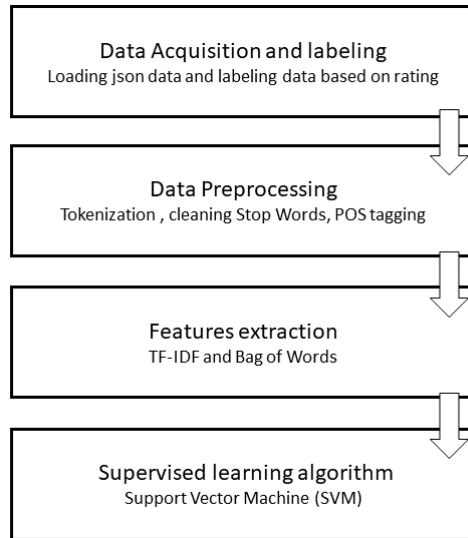 Data Acquisition and labeling
Loading json data and labeling data based on rating
Data Preprocessing
Tokenization , cleaning Stop Words, POS tagging
Features extraction
TF-IDF and Bag of Words
Supervised learning algorithm
Support Vector Machine (SVM)